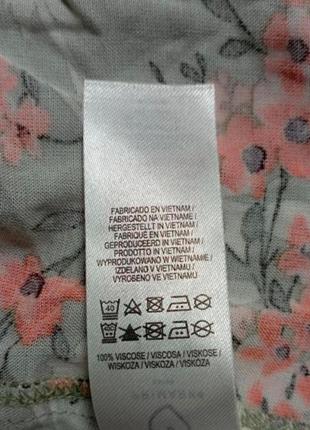 FABRICADO EN VIETNAM /
FABRICADO NA VIETNAME /
HERGESTELLT IN VIETNAM /
FABRIQUÉ EN VIETNAM /
GEPRODUCEERD IN VIETNAM /
PRODOTTO IN VIETNAM /
WYPRODUKOWANO W WIETNAMIE /
IZDELANO V VIETNAMU /
VYROBENO VE VIETNAMU
40
100% VISCOSE / VISCOSA / VISKOSE /
WISKOZA / VISKOZA / VISKÓZA